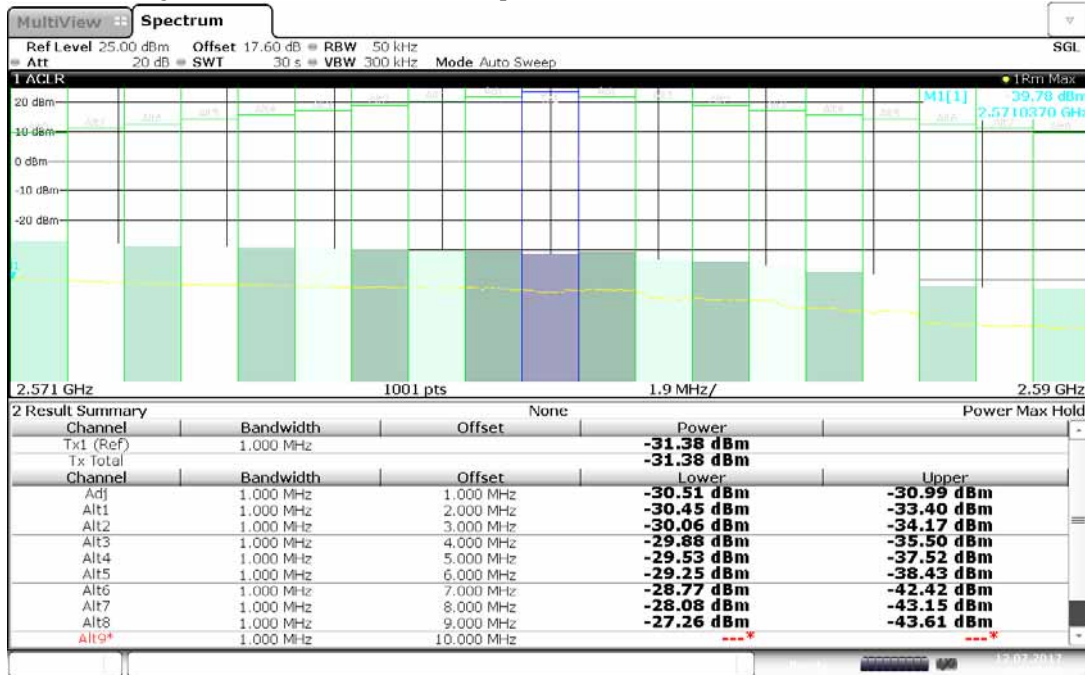 MultiView Spectrum
Ref Level 25.00 dBm Offset 17.60 dB RBW 50 kHz SGL
Att 20 dB SWT 30 s VBW 300 kHz Mode Auto Sweep
1 ACLR 1Rm Max
M1[1] 39.78 dBm
2.5710370 GHz
20 dBm
10 dBm
0 dBm
-10 dBm
-20 dBm
2.571 GHz 1001 pts 1.9 MHz/ 2.59 GHz
2 Result Summary None Power Max Hold
Channel Bandwidth Offset Power
Tx1 (Ref) 1.000 MHz -31.38 dBm
Tx Total -31.38 dBm
Channel Bandwidth Offset Lower Upper
Adj 1.000 MHz 1.000 MHz -30.51 dBm -30.99 dBm
Alt1 1.000 MHz 2.000 MHz -30.45 dBm -33.40 dBm
Alt2 1.000 MHz 3.000 MHz -30.06 dBm -34.17 dBm
Alt3 1.000 MHz 4.000 MHz -29.88 dBm -35.50 dBm
Alt4 1.000 MHz 5.000 MHz -29.53 dBm -37.52 dBm
Alt5 1.000 MHz 6.000 MHz -29.25 dBm -38.43 dBm
Alt6 1.000 MHz 7.000 MHz -28.77 dBm -42.42 dBm
Alt7 1.000 MHz 8.000 MHz -28.08 dBm -43.15 dBm
Alt8 1.000 MHz 9.000 MHz -27.26 dBm -43.61 dBm
Alt9* 1.000 MHz 10.000 MHz ---* ---*
12.07.2017